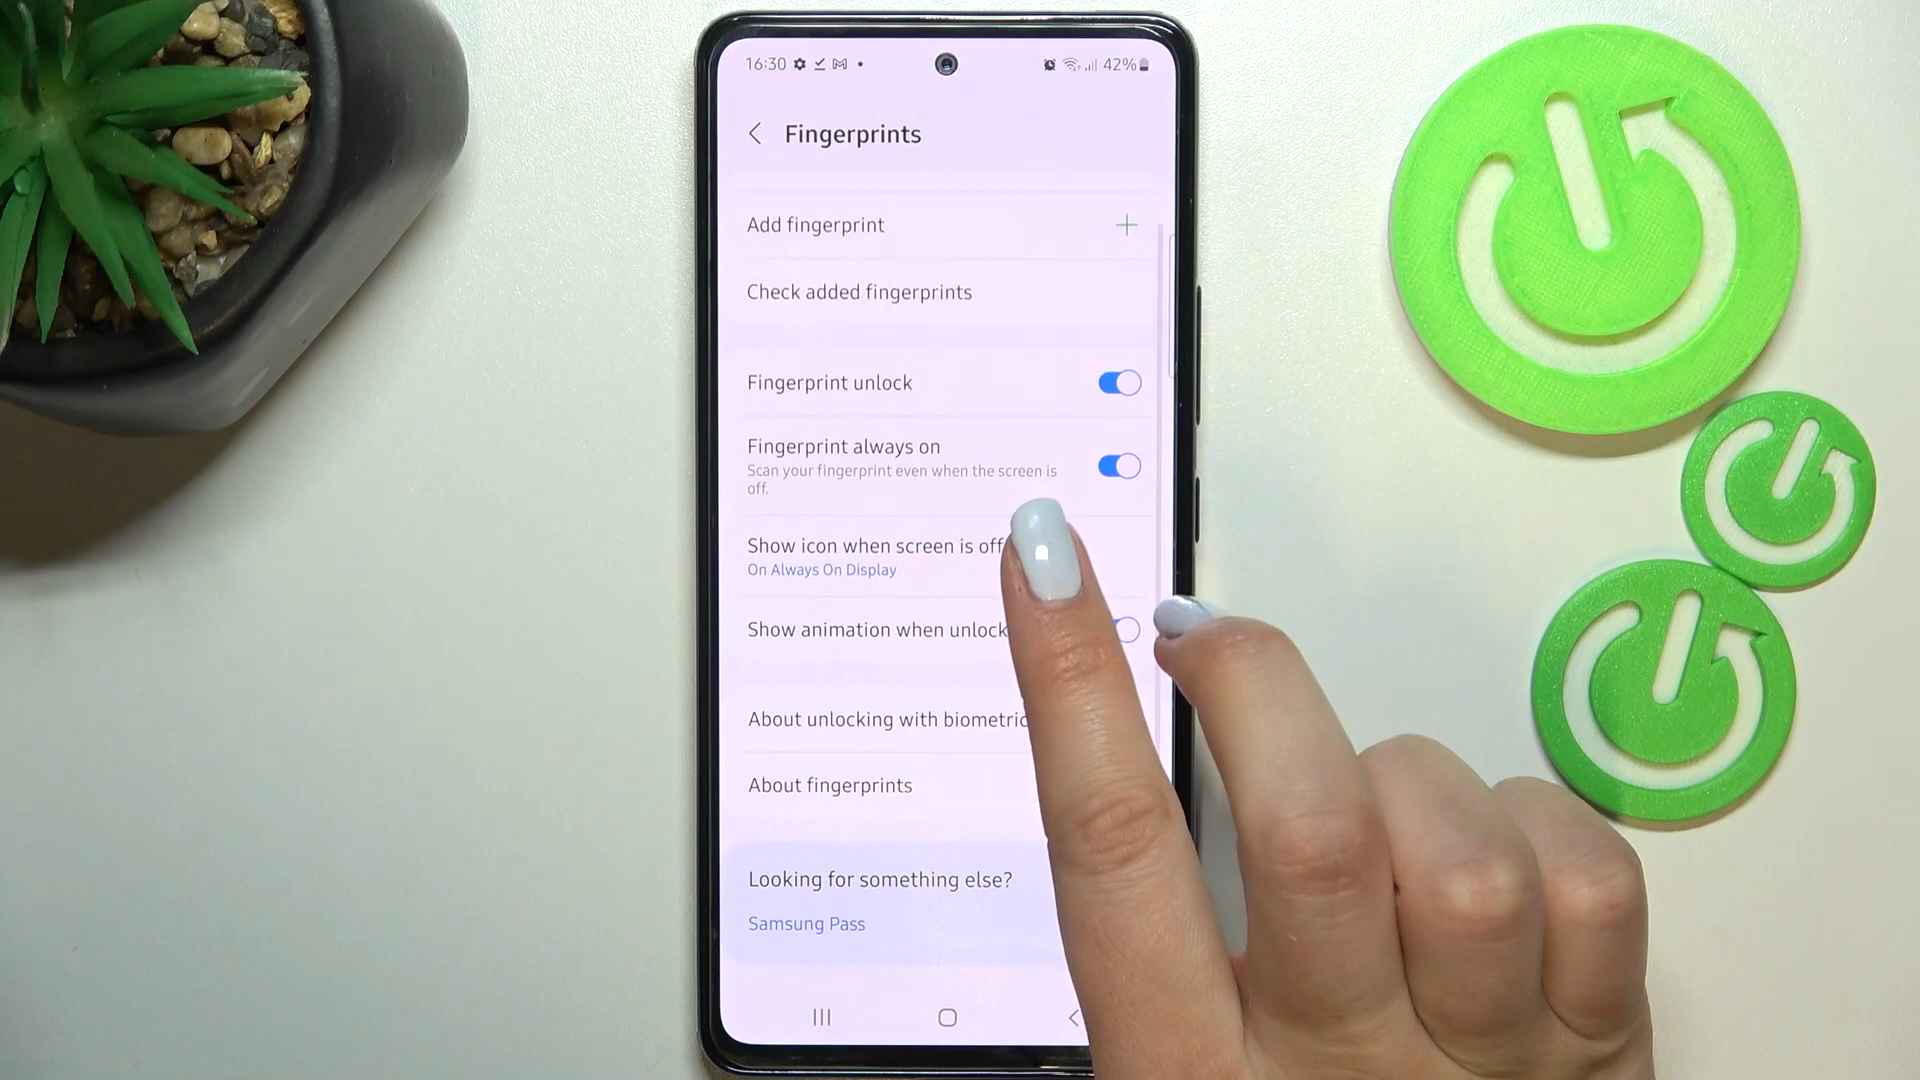 16:30 42%
Fingerprints
Add fingerprint
Check added fingerprints
Fingerprint unlock
Fingerprint always on
Scan your fingerprint even when the screen is
off.
Show icon when screen is off
On Always On Display
Show animation when unlock
About unlocking with biometric
About fingerprints
Looking for something else?
Samsung Pass